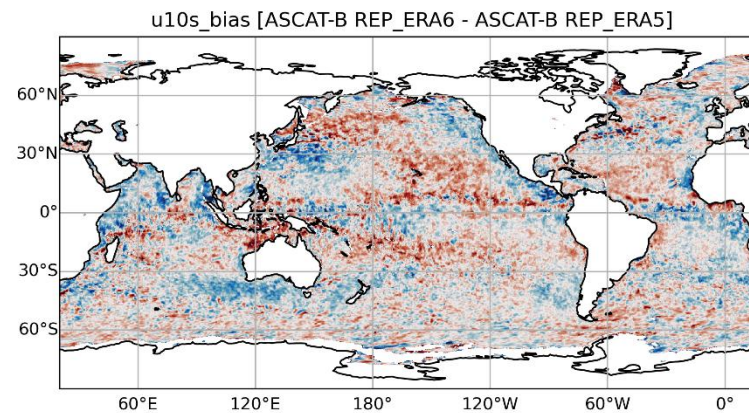 u10s_bias [ASCAT-B REP_ERA6 - ASCAT-B REP_ERA5]
60°N
30°N
0°
30°S
60°S
60°E 120°E 180° 120°W 60°W 0°